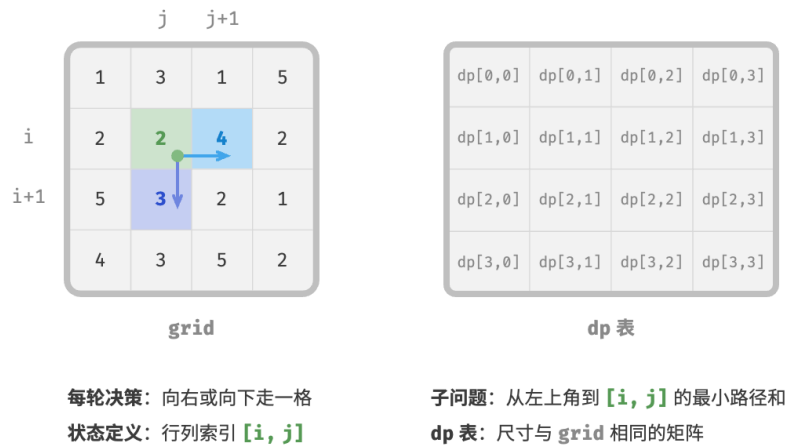 j j+1
1 3 1 5
i 2 2 4 2
i+1 5 3 2 1
4 3 5 2
grid
dp[0,0] dp[0,1] dp[0,2] dp[0,3]
dp[1,0] dp[1,1] dp[1,2] dp[1,3]
dp[2,0] dp[2,1] dp[2,2] dp[2,3]
dp[3,0] dp[3,1] dp[3,2] dp[3,3]
dp 表
每轮决策：向右或向下走一格
状态定义：行列索引 [i, j]
子问题：从左上角到 [i, j] 的最小路径和
dp 表：尺寸与 grid 相同的矩阵